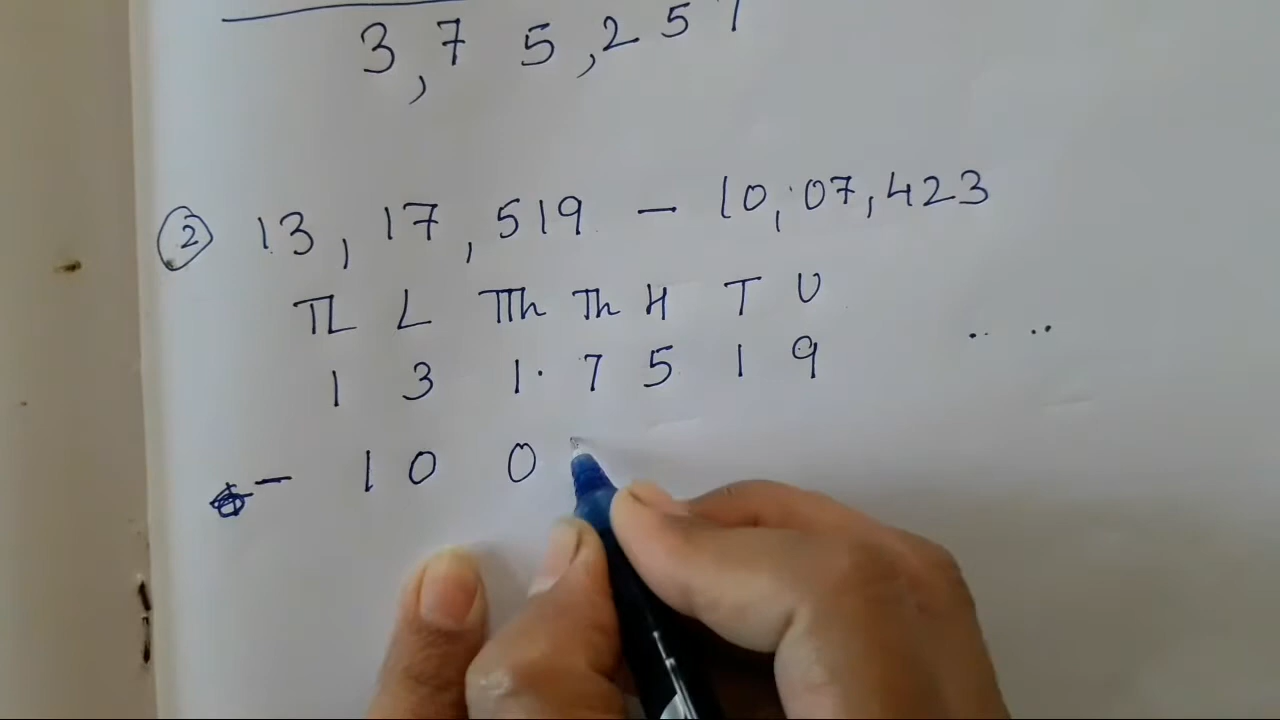 3,75,257
② 13,17,519 - 10,07,423
TL L TTh Th H T U
1 3 1 7 5 1 9
- 1 0 0